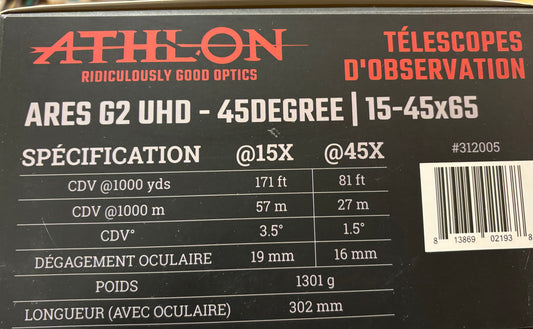 ATHLON
RIDICULOUSLY GOOD OPTICS
TÉLESCOPES
D'OBSERVATION
ARES G2 UHD - 45DEGREE | 15-45x65
#312005
SPÉCIFICATION @15X @45X
CDV @1000 yds 171 ft 81 ft
CDV @1000 m 57 m 27 m
CDV° 3.5° 1.5°
DÉGAGEMENT OCULAIRE 19 mm 16 mm
POIDS 1301 g
LONGUEUR (AVEC OCULAIRE) 302 mm
8 13869 02193